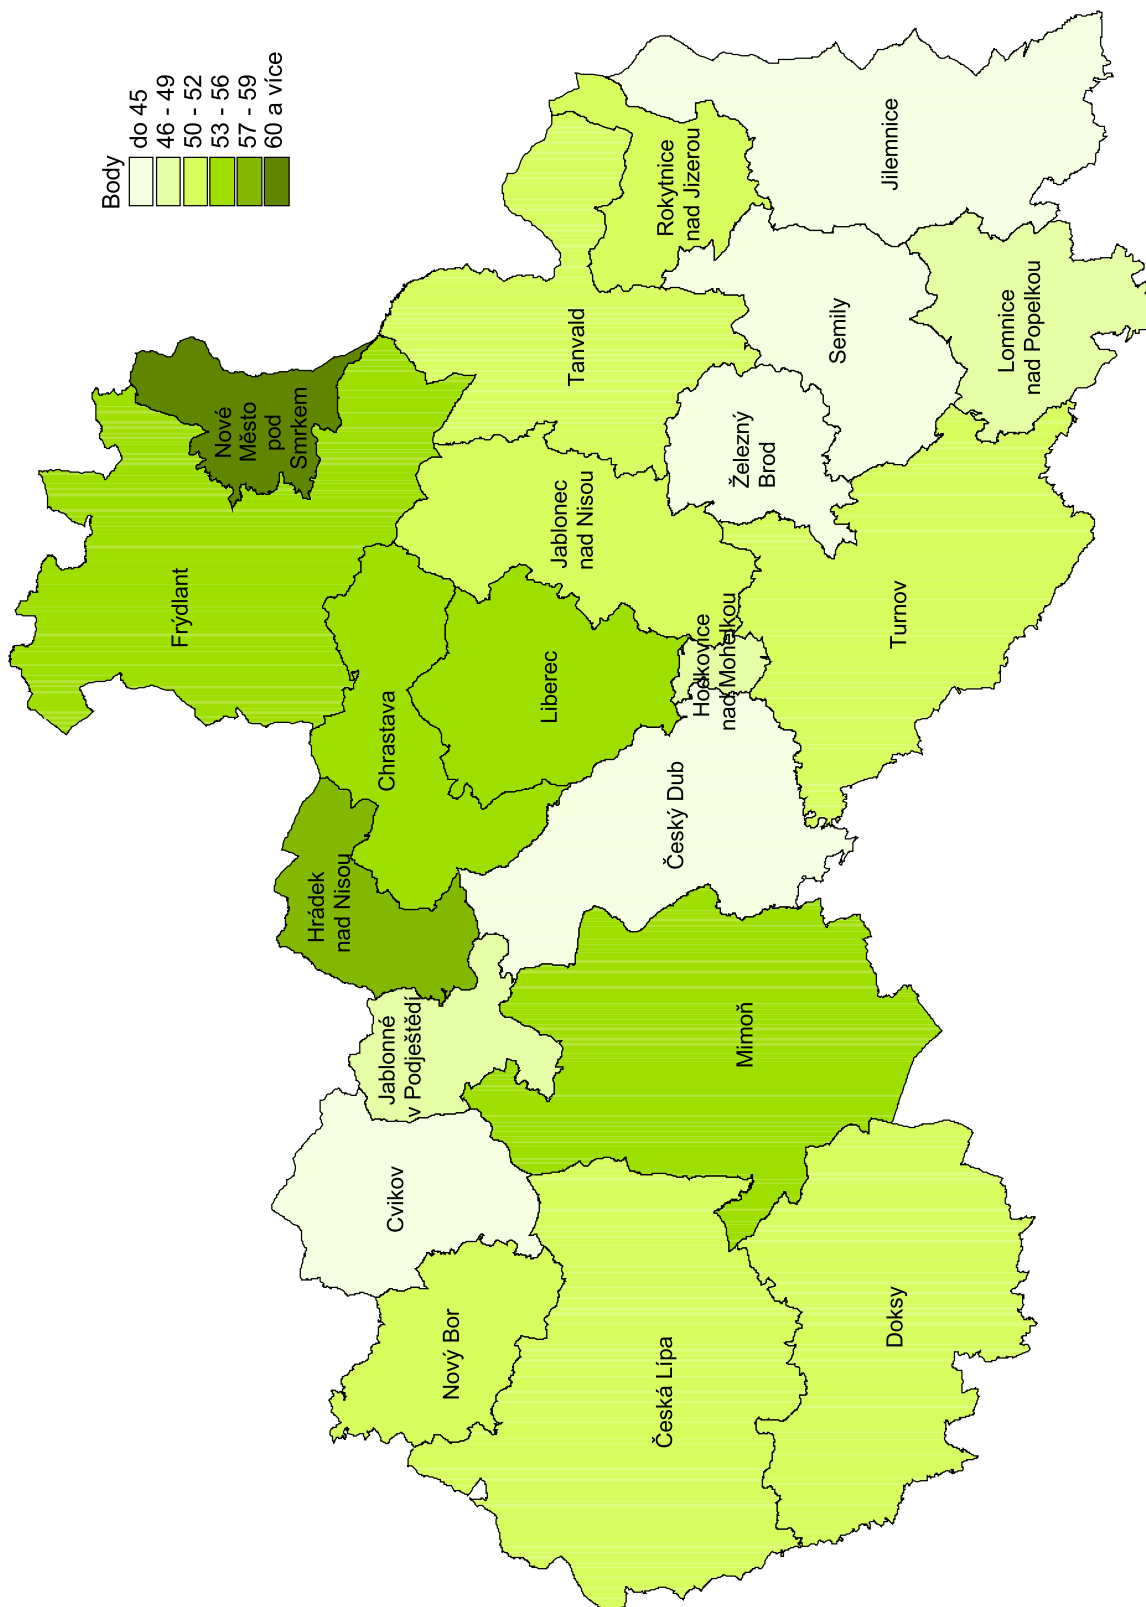 Body
do 45
46 - 49
50 - 52
53 - 56
57 - 59
60 a více
Nové
Město
pod
Smrkem
Frýdlant
Hrádek
nad Nisou
Chrastava
Liberec
Jablonec
nad Nisou
Tanvald
Rokytnice
nad Jizerou
Jilemnice
Semily
Železný
Brod
Lomnice
nad Popelkou
Turnov
Hodkovice
nad Mohelkou
Český Dub
Jablonné
v Podještědí
Cvikov
Mimoň
Nový Bor
Česká Lípa
Doksy